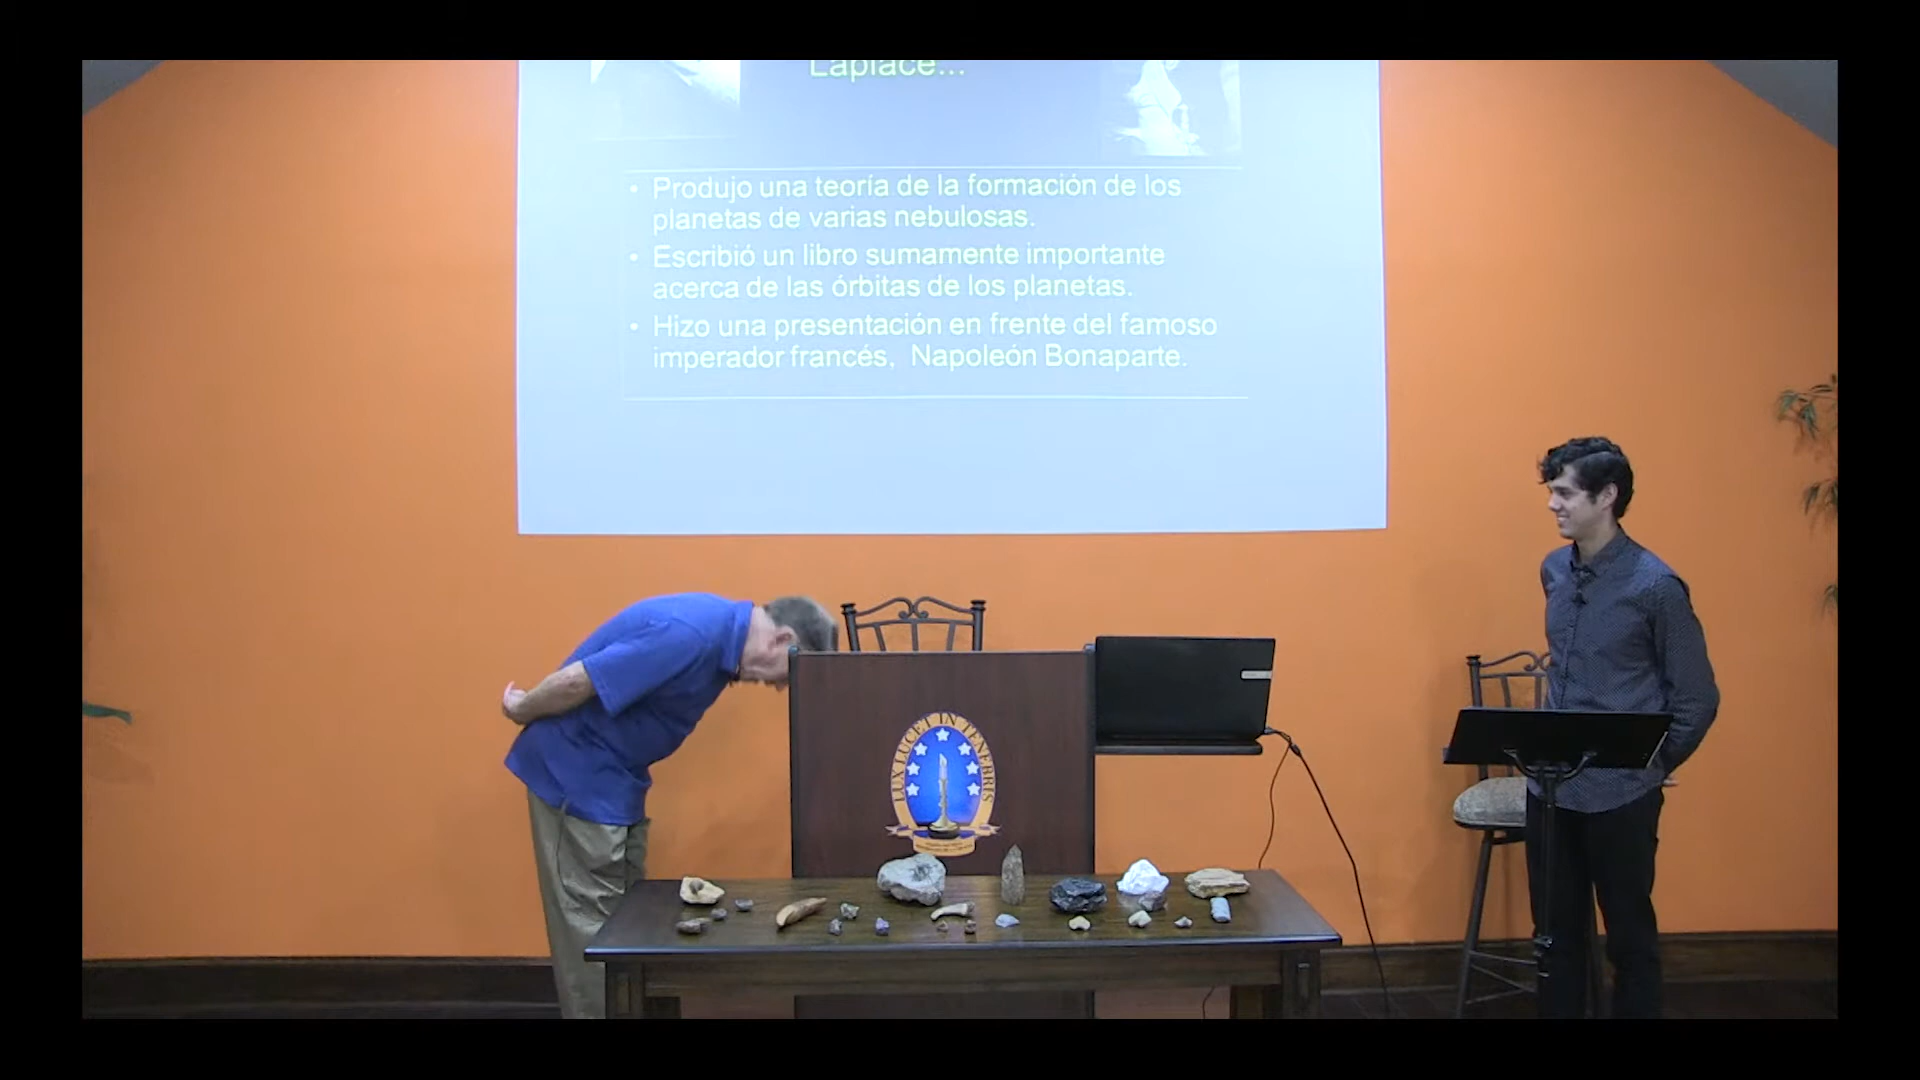 Laplace...
• Produjo una teoría de la formación de los
planetas de varias nebulosas.
• Escribió un libro sumamente importante
acerca de las órbitas de los planetas.
• Hizo una presentación en frente del famoso
imperador francés, Napoleón Bonaparte.
LUX LUCET IN TENEBRIS